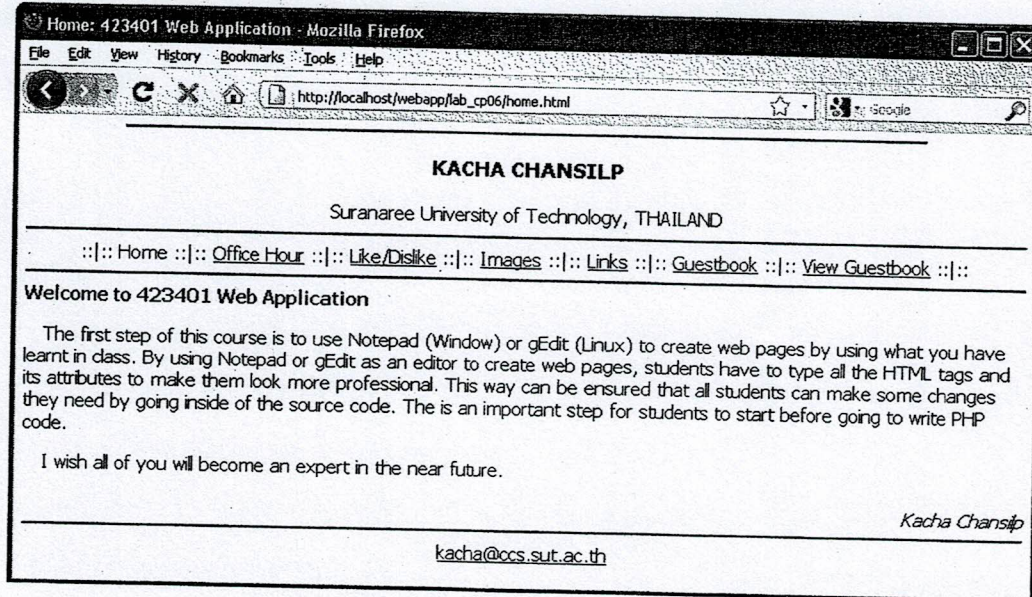 Home: 423401 Web Application - Mozilla Firefox
File Edit View History Bookmarks Tools Help
http://localhost/webapp/lab_cp06/home.html Google
KACHA CHANSILP
Suranaree University of Technology, THAILAND
::|:: Home ::|:: Office Hour ::|:: Like/Dislike ::|:: Images ::|:: Links ::|:: Guestbook ::|:: View Guestbook ::|::
Welcome to 423401 Web Application
The first step of this course is to use Notepad (Window) or gEdit (Linux) to create web pages by using what you have
learnt in class. By using Notepad or gEdit as an editor to create web pages, students have to type all the HTML tags and
its attributes to make them look more professional. This way can be ensured that all students can make some changes
they need by going inside of the source code. The is an important step for students to start before going to write PHP
code.
I wish all of you will become an expert in the near future.
Kacha Chansilp
kacha@ccs.sut.ac.th